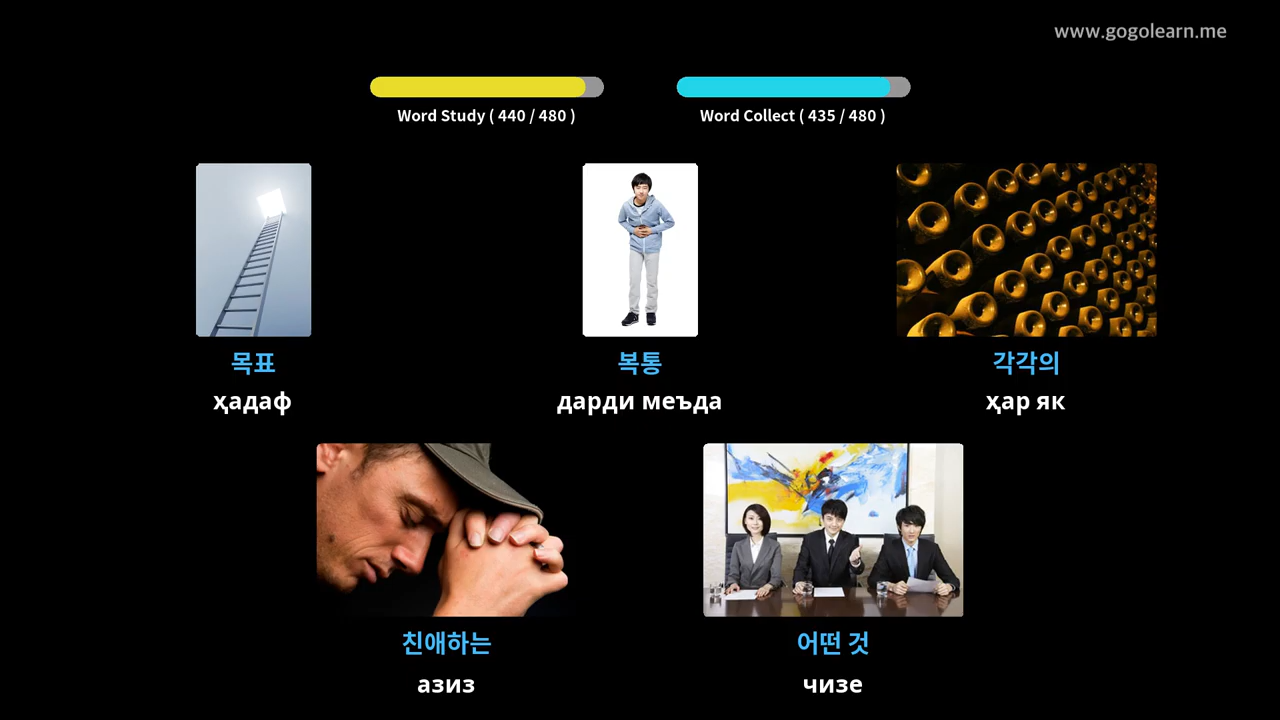 www.gogolearn.me
Word Study ( 440 / 480 )
Word Collect ( 435 / 480 )
목표
복통
각각의
ҳадаф
дарди меъда
ҳар як
친애하는
어떤 것
азиз
чизе